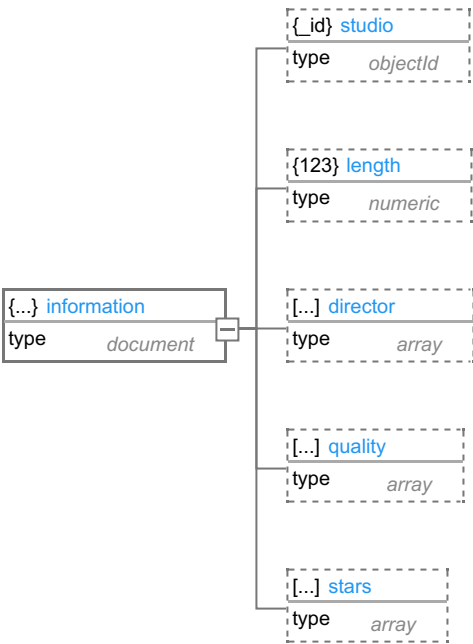 {_id} studio
type objectId
{123} length
type numeric
{...} information
type document
[...] director
type array
[...] quality
type array
[...] stars
type array